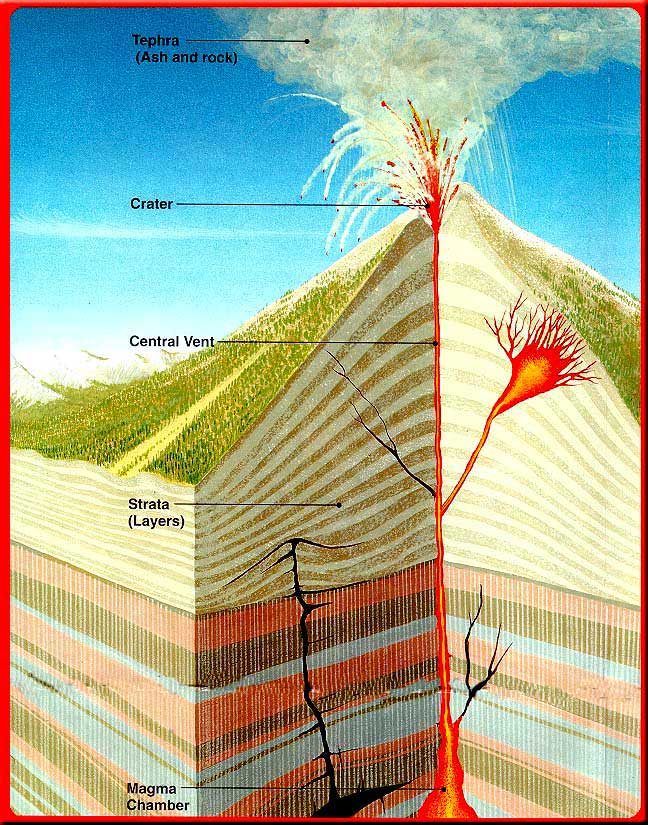 Tephra
(Ash and rock)
Crater
Central Vent
Strata
(Layers)
Magma
Chamber